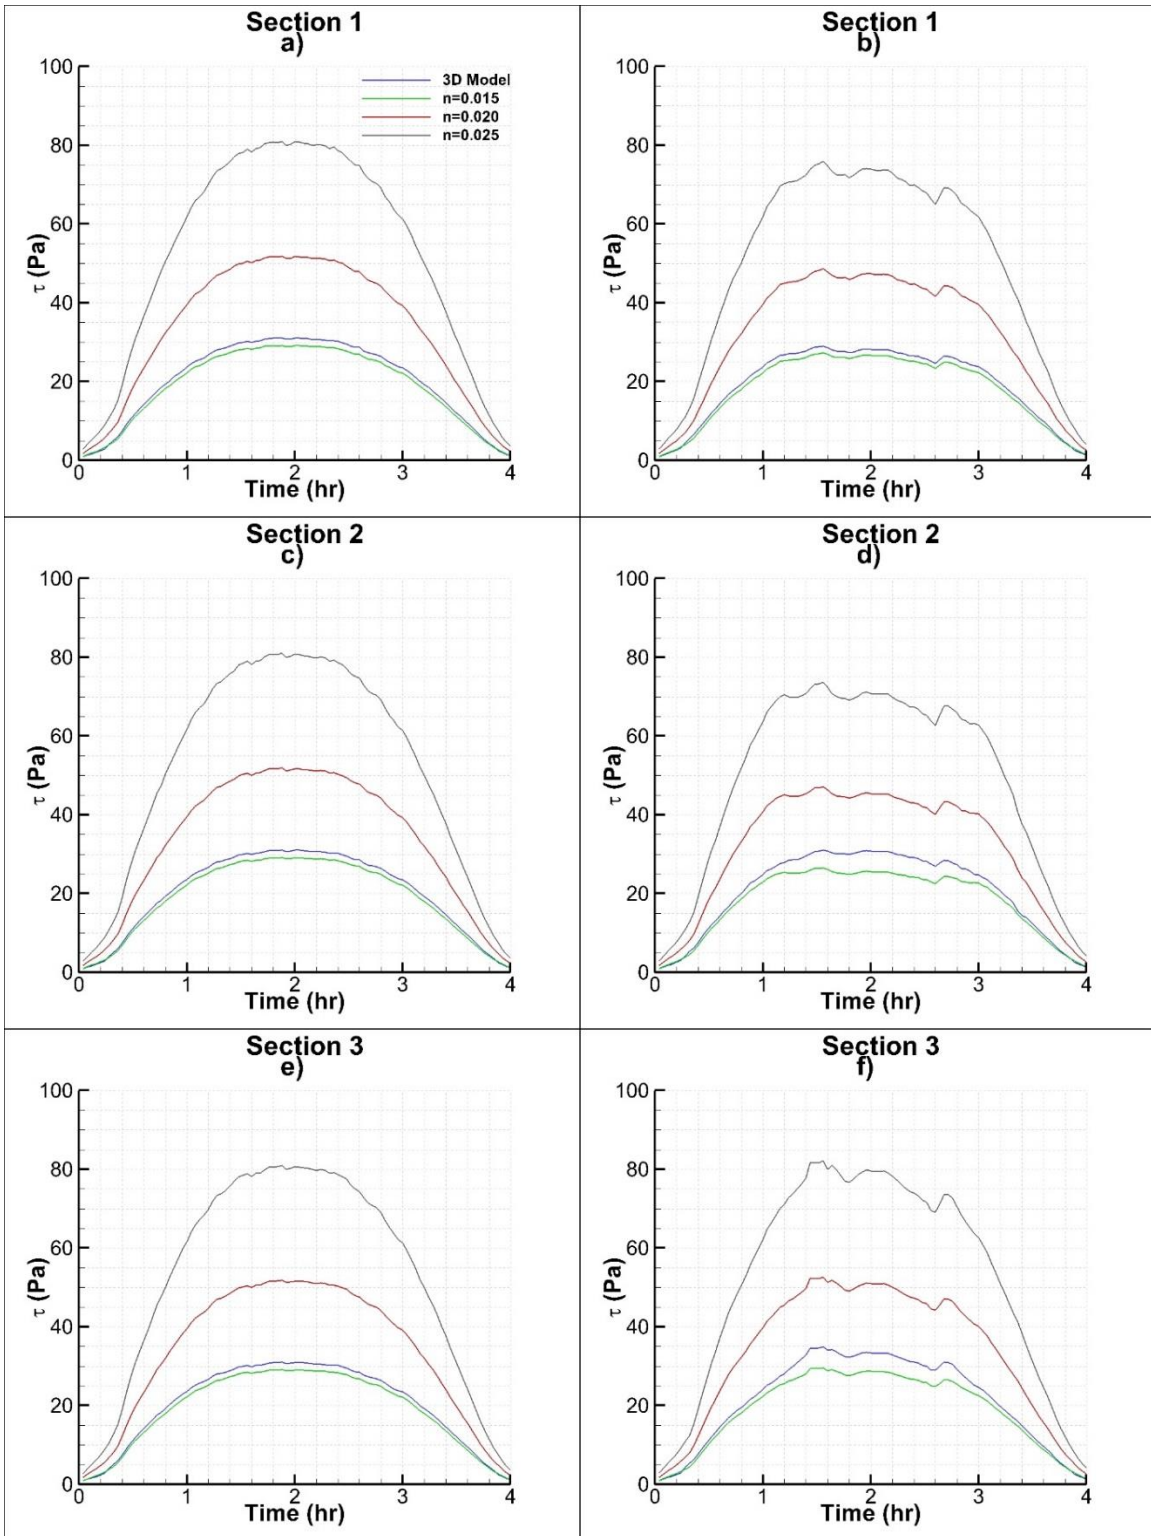 Section 1
a)
100
80
60
40
20
0
τ (Pa)
3D Model
n=0.015
n=0.020
n=0.025
0 1 2 3 4
Time (hr)
Section 1
b)
100
80
60
40
20
0
τ (Pa)
0 1 2 3 4
Time (hr)
Section 2
c)
100
80
60
40
20
0
τ (Pa)
0 1 2 3 4
Time (hr)
Section 2
d)
100
80
60
40
20
0
τ (Pa)
0 1 2 3 4
Time (hr)
Section 3
e)
100
80
60
40
20
0
τ (Pa)
0 1 2 3 4
Time (hr)
Section 3
f)
100
80
60
40
20
0
τ (Pa)
0 1 2 3 4
Time (hr)